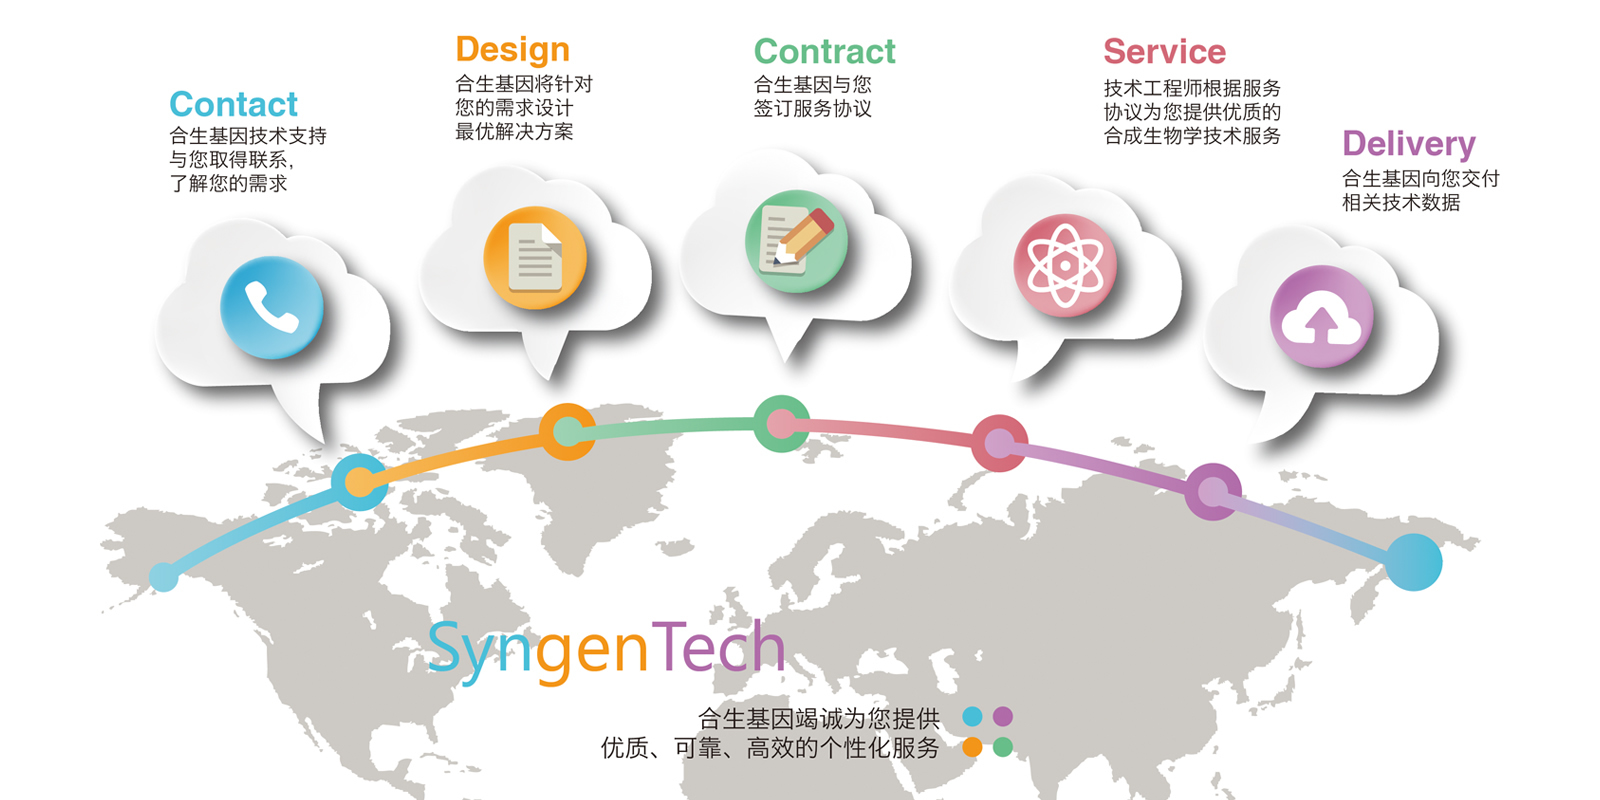 Contact
合生基因技术支持
与您取得联系，
了解您的需求
Design
合生基因将针对
您的需求设计
最优解决方案
Contract
合生基因与您
签订服务协议
Service
技术工程师根据服务
协议为您提供优质的
合成生物学技术服务
Delivery
合生基因向您交付
相关技术数据
SyngenTech
合生基因竭诚为您提供
优质、可靠、高效的个性化服务